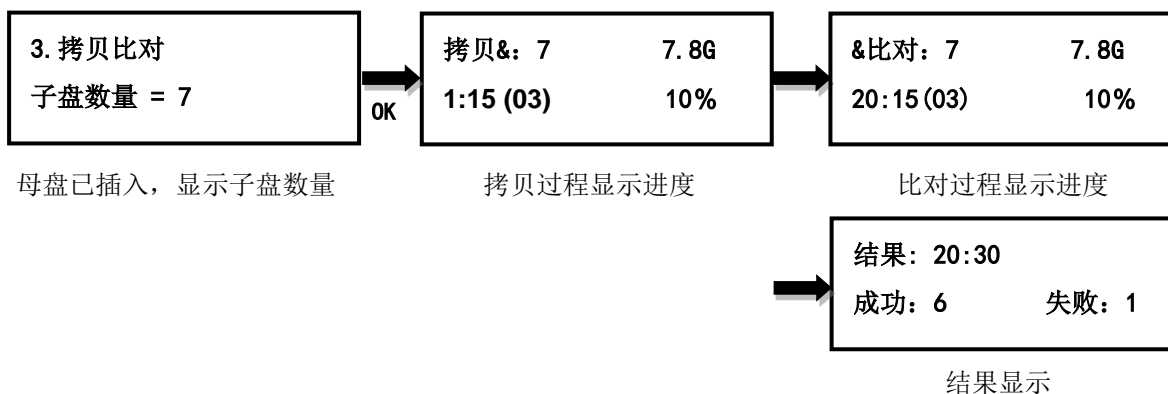 3.拷贝比对
子盘数量 = 7
OK
母盘已插入，显示子盘数量
拷贝&：7 7.8G
1:15 (03) 10%
拷贝过程显示进度
&比对：7 7.8G
20:15(03) 10%
比对过程显示进度
结果：20:30
成功：6 失败：1
结果显示